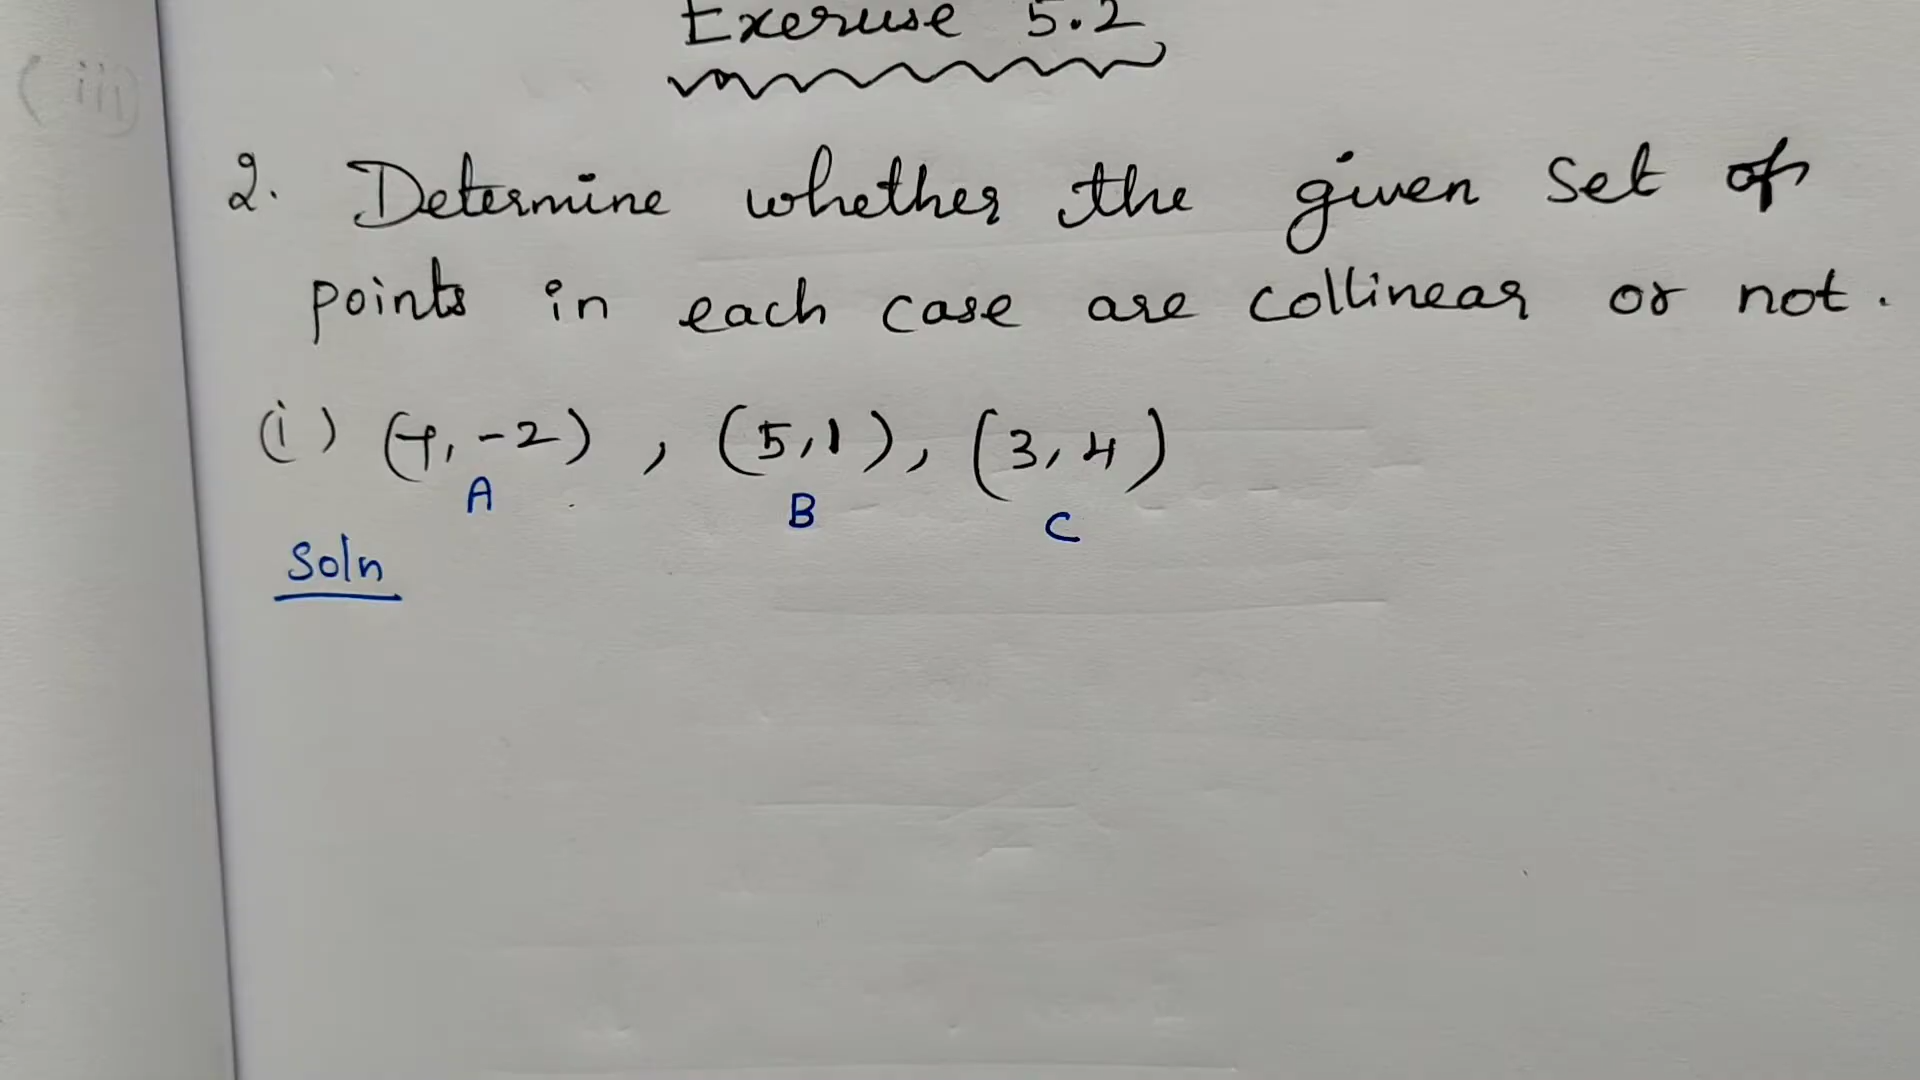 Exercise 5.2
(iii)
2. Determine whether the given set of
points in each case are collinear or not.
(i) (7, -2), (5,1), (3,4)
A B C
Soln